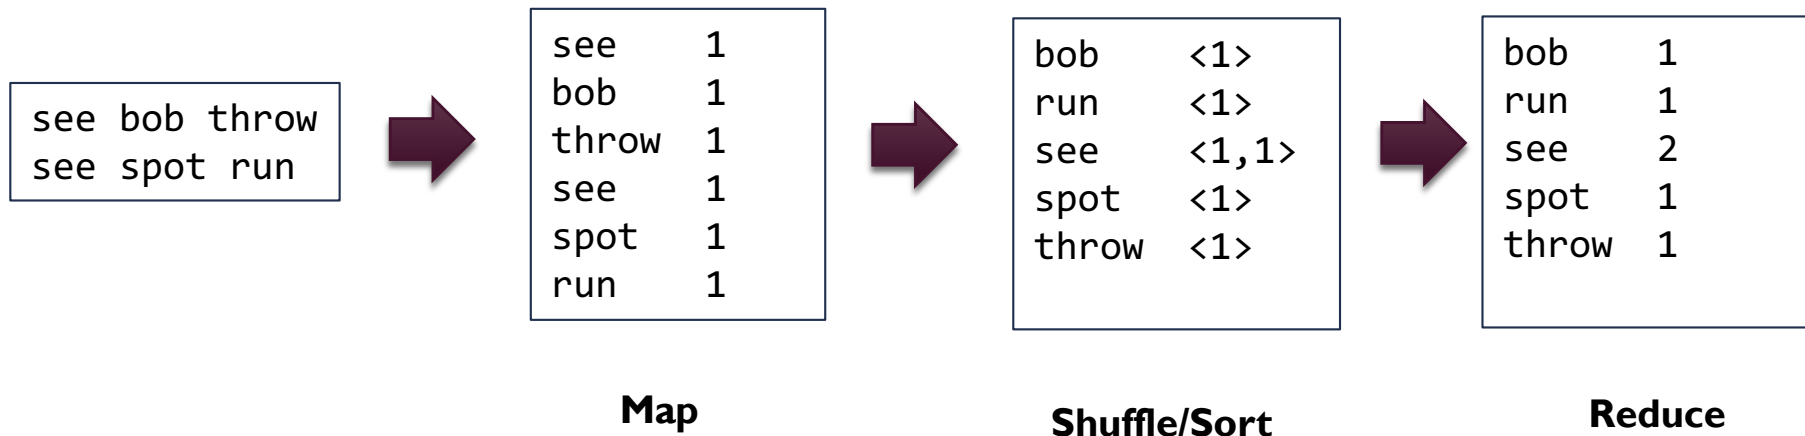 see bob throw
see spot run
see 1
bob 1
throw 1
see 1
spot 1
run 1
Map
bob <1>
run <1>
see <1,1>
spot <1>
throw <1>
Shuffle/Sort
bob 1
run 1
see 2
spot 1
throw 1
Reduce